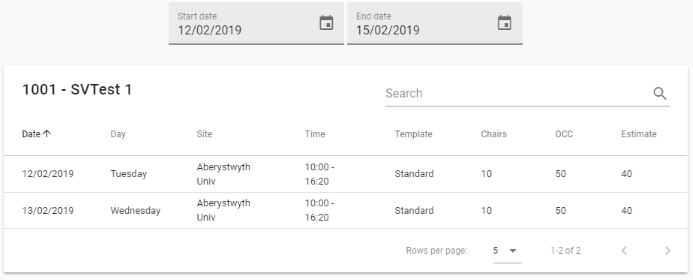 Start date
12/02/2019
End date
15/02/2019
1001 - SVTest 1
Search
Date Day Site Time Template Chairs OCC Estimate
12/02/2019 Tuesday Aberystwyth Univ 10:00 - 16:20 Standard 10 50 40
13/02/2019 Wednesday Aberystwyth Univ 10:00 - 16:20 Standard 10 50 40
Rows per page: 5 1-2 of 2